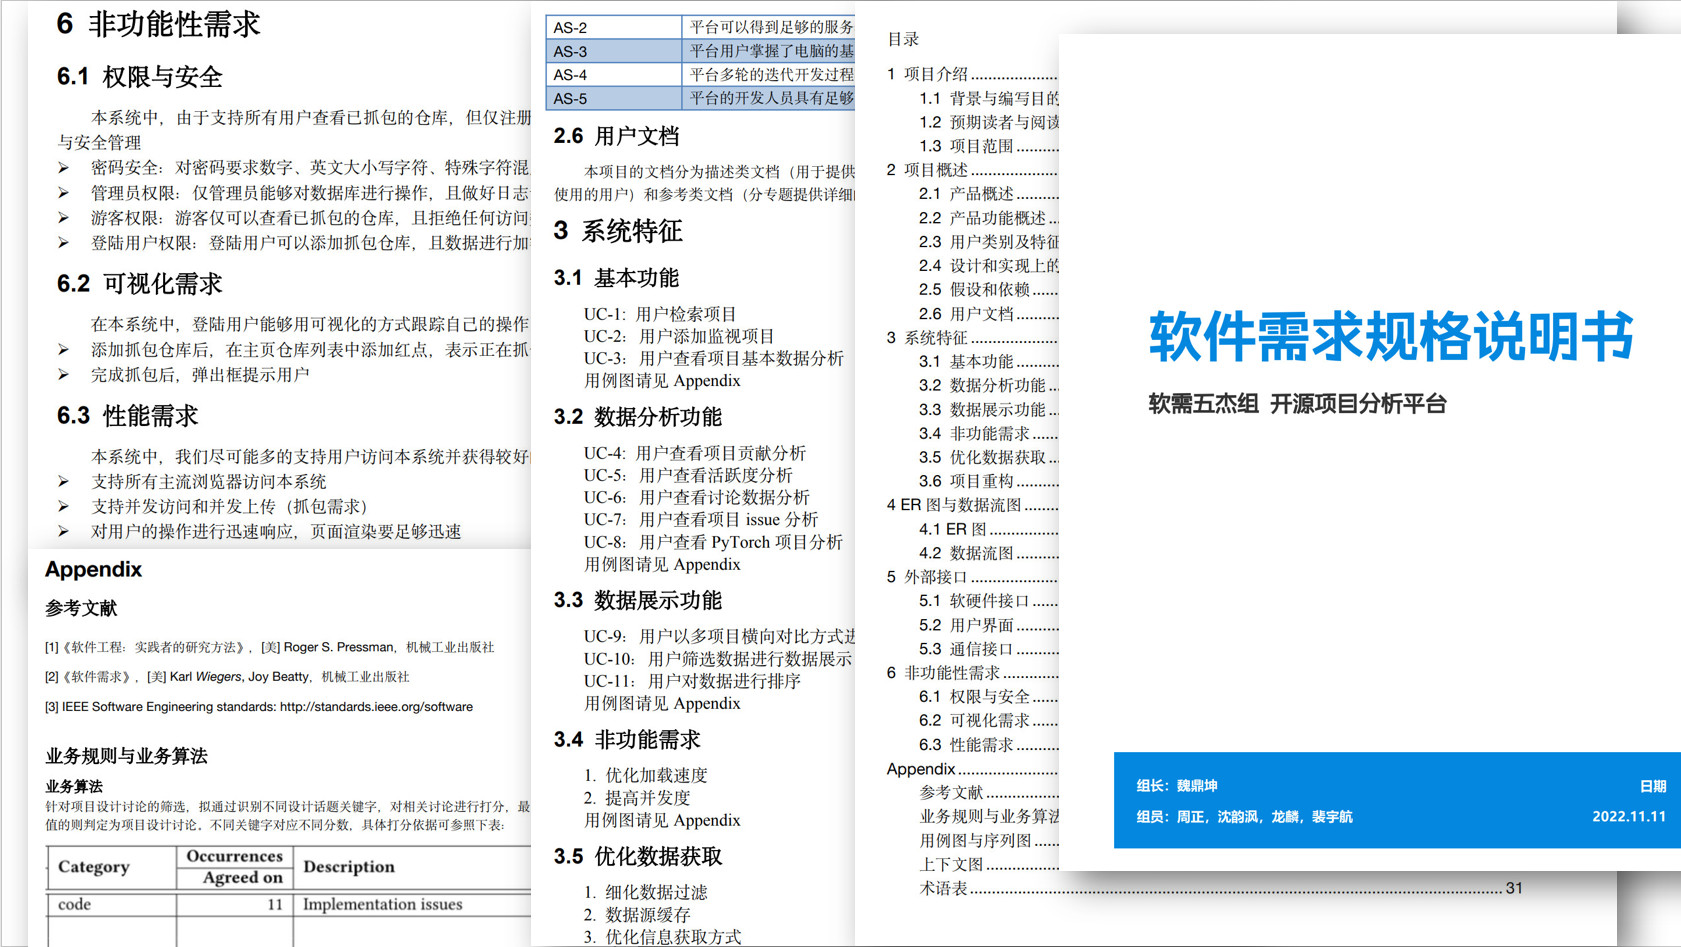 6 非功能性需求
6.1 权限与安全
本系统中，由于支持所有用户查看已抓包的仓库，但仅注册
与安全管理
➢ 密码安全：对密码要求数字、英文大小写字符、特殊字符混
➢ 管理员权限：仅管理员能够对数据库进行操作，且做好日志
➢ 游客权限：游客仅可以查看已抓包的仓库，且拒绝任何访问
➢ 登陆用户权限：登陆用户可以添加抓包仓库，且数据进行加
6.2 可视化需求
在本系统中，登陆用户能够用可视化的方式跟踪自己的操作
➢ 添加抓包仓库后，在主页仓库列表中添加红点，表示正在抓
➢ 完成抓包后，弹出框提示用户
6.3 性能需求
本系统中，我们尽可能多的支持用户访问本系统并获得较好
➢ 支持所有主流浏览器访问本系统
➢ 支持并发访问和并发上传（抓包需求）
➢ 对用户的操作进行迅速响应，页面渲染要足够迅速
Appendix
参考文献
[1]《软件工程：实践者的研究方法》，[美] Roger S. Pressman，机械工业出版社
[2]《软件需求》，[美] Karl Wiegers, Joy Beatty，机械工业出版社
[3] IEEE Software Engineering standards: http://standards.ieee.org/software
业务规则与业务算法
业务算法
针对项目设计讨论的筛选，拟通过识别不同设计话题关键字，对相关讨论进行打分，最
值的则判定为项目设计讨论。不同关键字对应不同分数，具体打分依据可参照下表：
Category
Occurrences
Agreed on
Description
code 11 Implementation issues
AS-2 平台可以得到足够的服务
AS-3 平台用户掌握了电脑的基
AS-4 平台多轮的迭代开发过程
AS-5 平台的开发人员具有足够
2.6 用户文档
本项目的文档分为描述类文档（用于提供
使用的用户）和参考类文档（分专题提供详细
3 系统特征
3.1 基本功能
UC-1：用户检索项目
UC-2：用户添加监视项目
UC-3：用户查看项目基本数据分析
用例图请见 Appendix
3.2 数据分析功能
UC-4：用户查看项目贡献分析
UC-5：用户查看活跃度分析
UC-6：用户查看讨论数据分析
UC-7：用户查看项目 issue 分析
UC-8：用户查看 PyTorch 项目分析
用例图请见 Appendix
3.3 数据展示功能
UC-9：用户以多项目横向对比方式进
UC-10：用户筛选数据进行数据展示
UC-11：用户对数据进行排序
用例图请见 Appendix
3.4 非功能需求
1. 优化加载速度
2. 提高并发度
用例图请见 Appendix
3.5 优化数据获取
1. 细化数据过滤
2. 数据源缓存
3. 优化信息获取方式
目录
1 项目介绍
1.1 背景与编写目的
1.2 预期读者与阅读
1.3 项目范围
2 项目概述
2.1 产品概述
2.2 产品功能概述
2.3 用户类别及特征
2.4 设计和实现上的
2.5 假设和依赖
2.6 用户文档
3 系统特征
3.1 基本功能
3.2 数据分析功能
3.3 数据展示功能
3.4 非功能需求
3.5 优化数据获取
3.6 项目重构
4 ER 图与数据流图
4.1 ER 图
4.2 数据流图
5 外部接口
5.1 软硬件接口
5.2 用户界面
5.3 通信接口
6 非功能性需求
6.1 权限与安全
6.2 可视化需求
6.3 性能需求
Appendix
参考文献
业务规则与业务算法
用例图与序列图
上下文图
术语表 31
软件需求规格说明书
软需五杰组 开源项目分析平台
组长：魏鼎坤
日期
组员：周正，沈韵沨，龙麟，裴宇航
2022.11.11